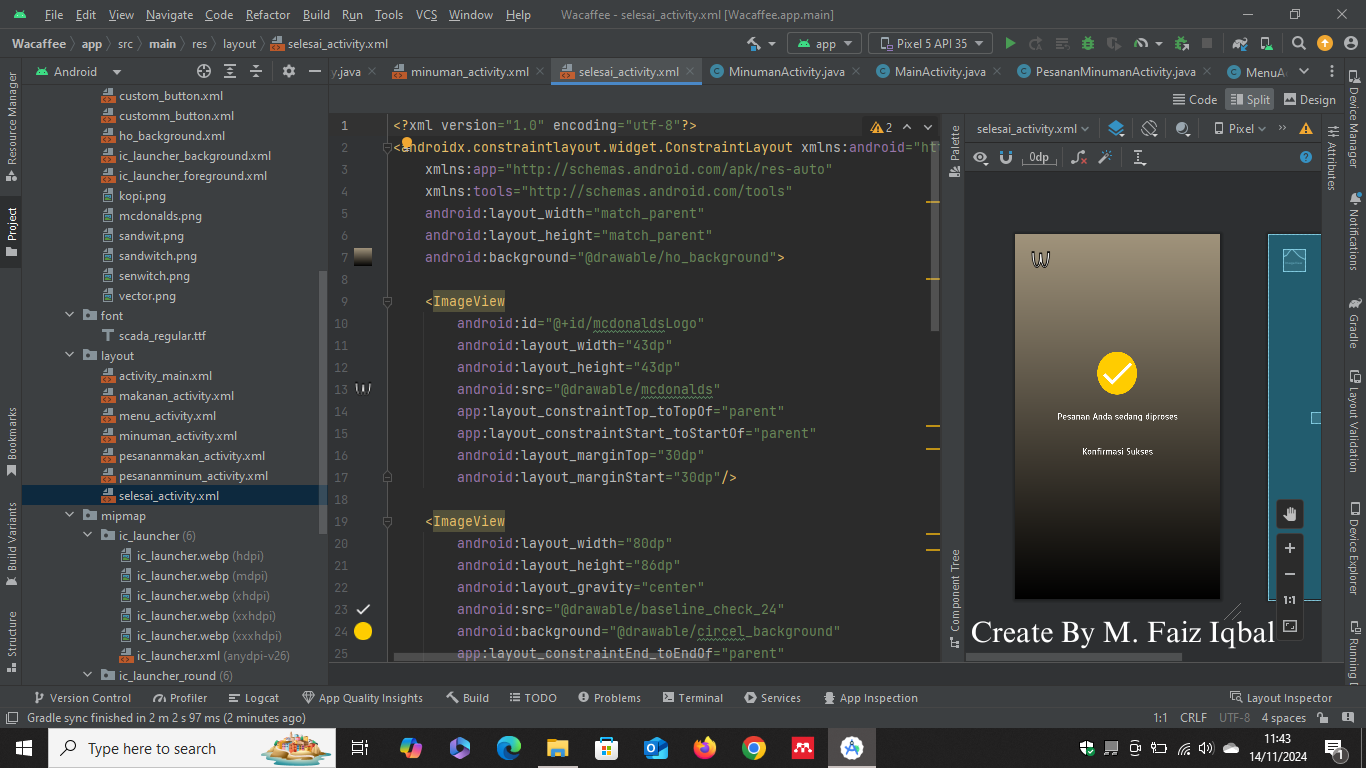 File Edit View Navigate Code Refactor Build Run Tools VCS Window Help Wacaffee - selesai_activity.xml [Wacaffee.app.main]
Wacaffee app src main res layout selesai_activity.xml app Pixel 5 API 35
Android
y.java minuman_activity.xml selesai_activity.xml MinumanActivity.java MainActivity.java PesananMinumanActivity.java MenuA
Code Split Design
Resource Manager
Project
Bookmarks
Build Variants
Structure
custom_button.xml
customm_button.xml
ho_background.xml
ic_launcher_background.xml
ic_launcher_foreground.xml
kopi.png
mcdonalds.png
sandwit.png
sandwitch.png
senwitch.png
vector.png
font
scada_regular.ttf
layout
activity_main.xml
makanan_activity.xml
menu_activity.xml
minuman_activity.xml
pesananmakan_activity.xml
pesananminum_activity.xml
selesai_activity.xml
mipmap
ic_launcher (6)
ic_launcher.webp (hdpi)
ic_launcher.webp (mdpi)
ic_launcher.webp (xhdpi)
ic_launcher.webp (xxhdpi)
ic_launcher.webp (xxxhdpi)
ic_launcher.xml (anydpi-v26)
ic_launcher_round (6)
1 <?xml version="1.0" encoding="utf-8"?>
2 <androidx.constraintlayout.widget.ConstraintLayout xmlns:android="ht
3 xmlns:app="http://schemas.android.com/apk/res-auto"
4 xmlns:tools="http://schemas.android.com/tools"
5 android:layout_width="match_parent"
6 android:layout_height="match_parent"
7 android:background="@drawable/ho_background">
8
9 <ImageView
10 android:id="@+id/mcdonaldsLogo"
11 android:layout_width="43dp"
12 android:layout_height="43dp"
13 android:src="@drawable/mcdonalds"
14 app:layout_constraintTop_toTopOf="parent"
15 app:layout_constraintStart_toStartOf="parent"
16 android:layout_marginTop="30dp"
17 android:layout_marginStart="30dp"/>
18
19 <ImageView
20 android:layout_width="80dp"
21 android:layout_height="86dp"
22 android:layout_gravity="center"
23 android:src="@drawable/baseline_check_24"
24 android:background="@drawable/circel_background"
25 app:layout_constraintEnd_toEndOf="parent"
2
Palette
Component Tree
selesai_activity.xml Pixel
0dp
W
Pesanan Anda sedang diproses
Konfirmasi Sukses
1:1
Create By M. Faiz Iqbal
Attributes
Device Manager
Notifications
Gradle
Layout Validation
Device Explorer
Running D
Version Control Profiler Logcat App Quality Insights Build TODO Problems Terminal Services App Inspection Layout Inspector
Gradle sync finished in 2 m 2 s 97 ms (2 minutes ago) 1:1 CRLF UTF-8 4 spaces
Type here to search
11:43
14/11/2024
1